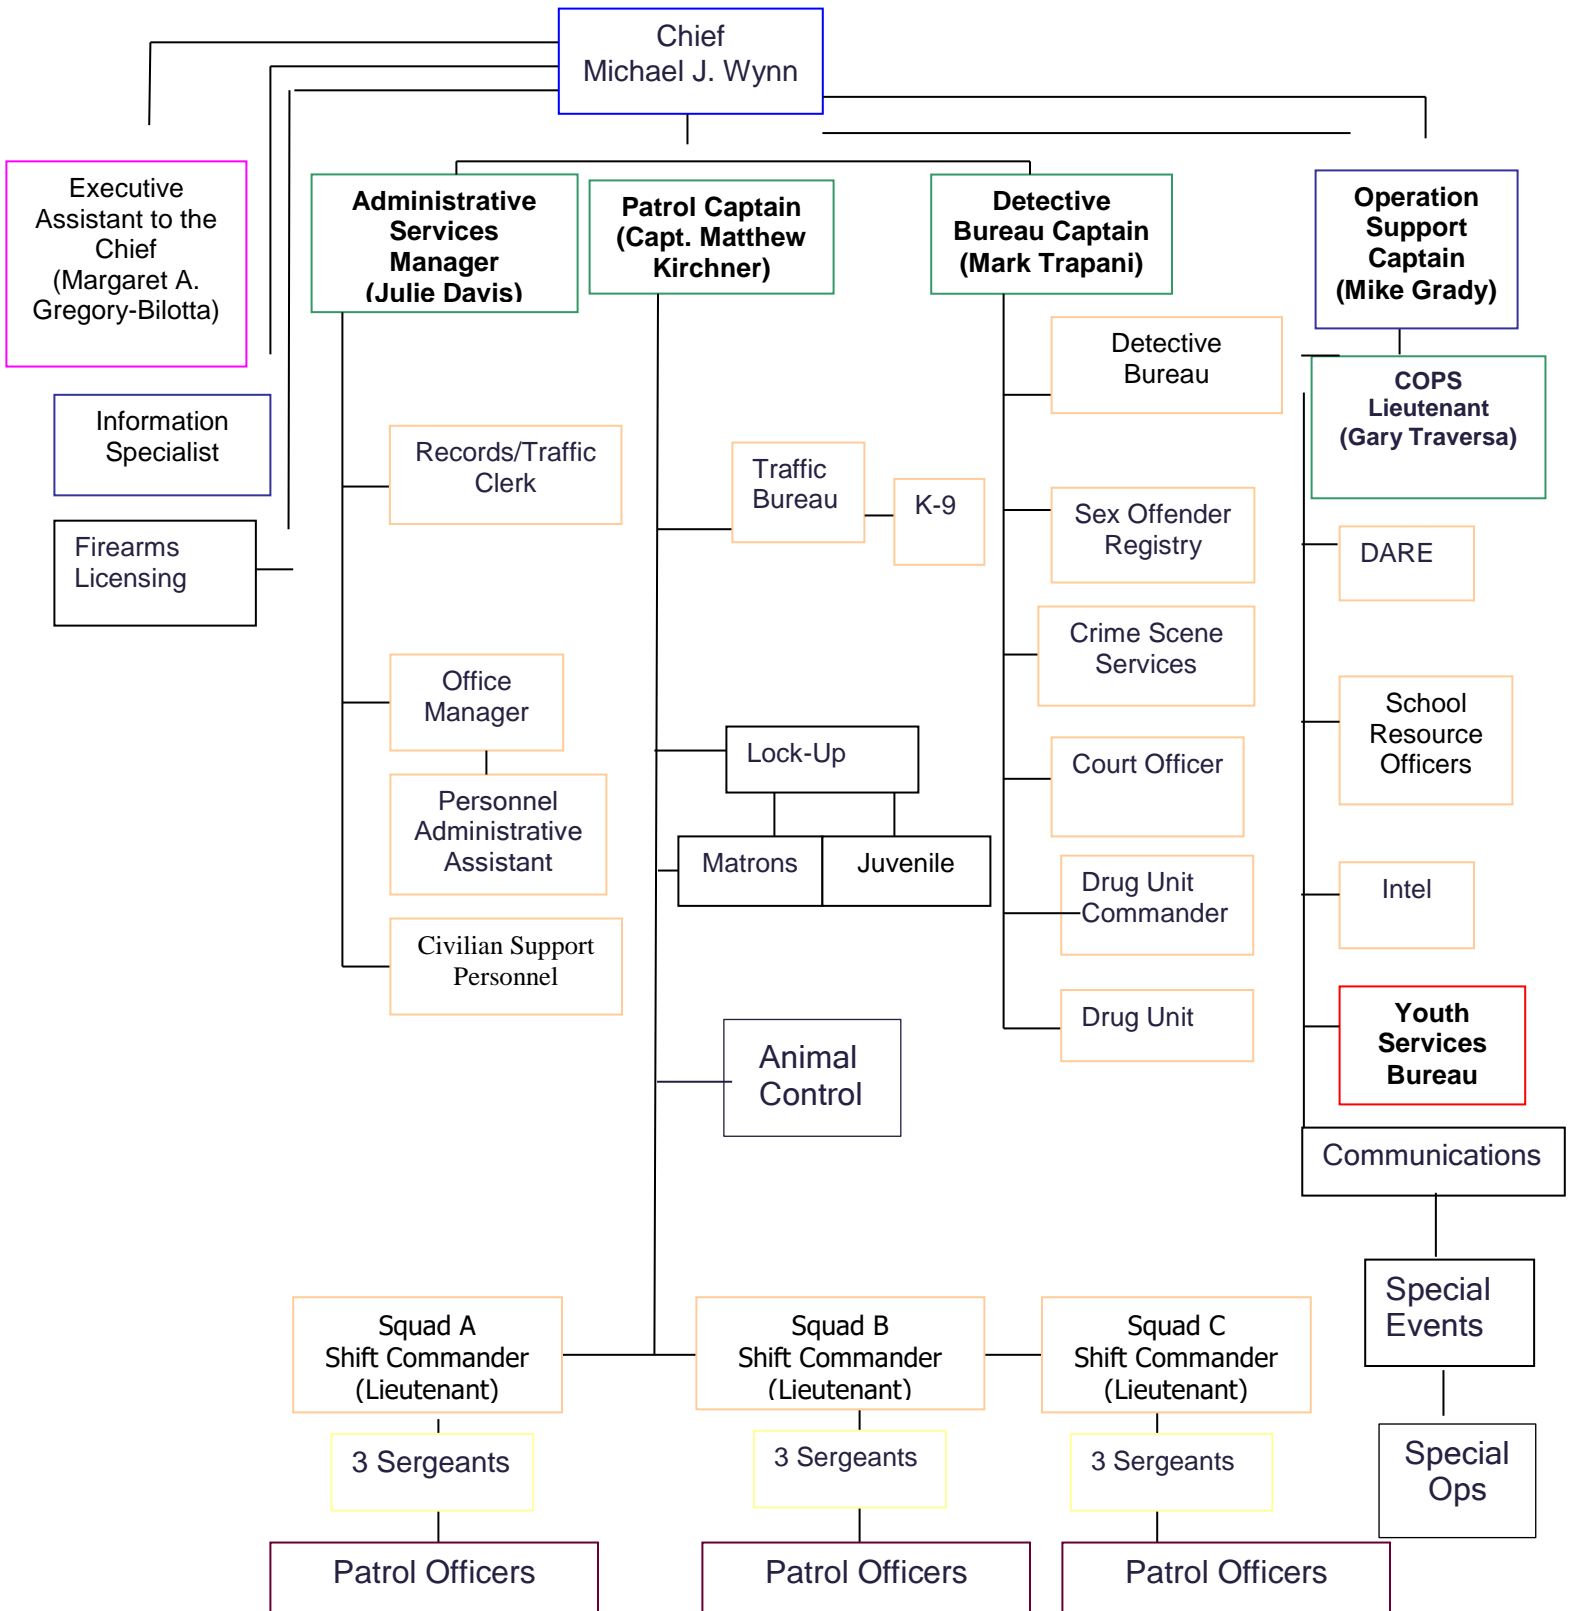 Chief
Michael J. Wynn
Executive
Assistant to the
Chief
(Margaret A.
Gregory-Bilotta)
Administrative
Services
Manager
(Julie Davis)
Patrol Captain
(Capt. Matthew
Kirchner)
Detective
Bureau Captain
(Mark Trapani)
Operation
Support
Captain
(Mike Grady)
Information
Specialist
Firearms
Licensing
Records/Traffic
Clerk
Office
Manager
Personnel
Administrative
Assistant
Civilian Support
Personnel
Traffic
Bureau
K-9
Lock-Up
Matrons
Juvenile
Animal
Control
Detective
Bureau
Sex Offender
Registry
Crime Scene
Services
Court Officer
Drug Unit
Commander
Drug Unit
COPS
Lieutenant
(Gary Traversa)
DARE
School
Resource
Officers
Intel
Youth
Services
Bureau
Communications
Special
Events
Special
Ops
Squad A
Shift Commander
(Lieutenant)
3 Sergeants
Patrol Officers
Squad B
Shift Commander
(Lieutenant)
3 Sergeants
Patrol Officers
Squad C
Shift Commander
(Lieutenant)
3 Sergeants
Patrol Officers